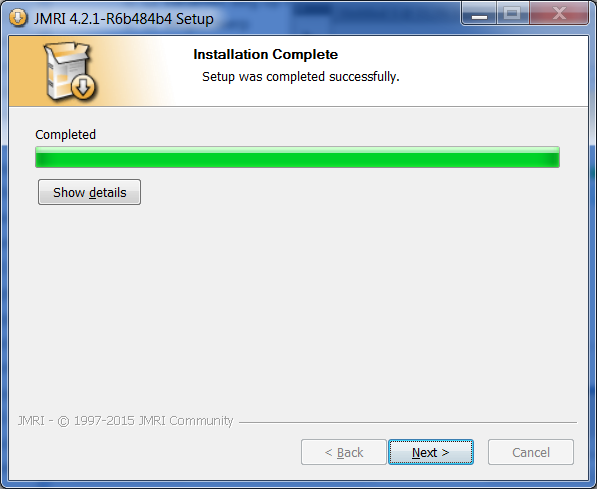 JMRI 4.2.1-R6b484b4 Setup
Installation Complete
Setup was completed successfully.
Completed
Show details
JMRI - © 1997-2015 JMRI Community
< Back Next > Cancel